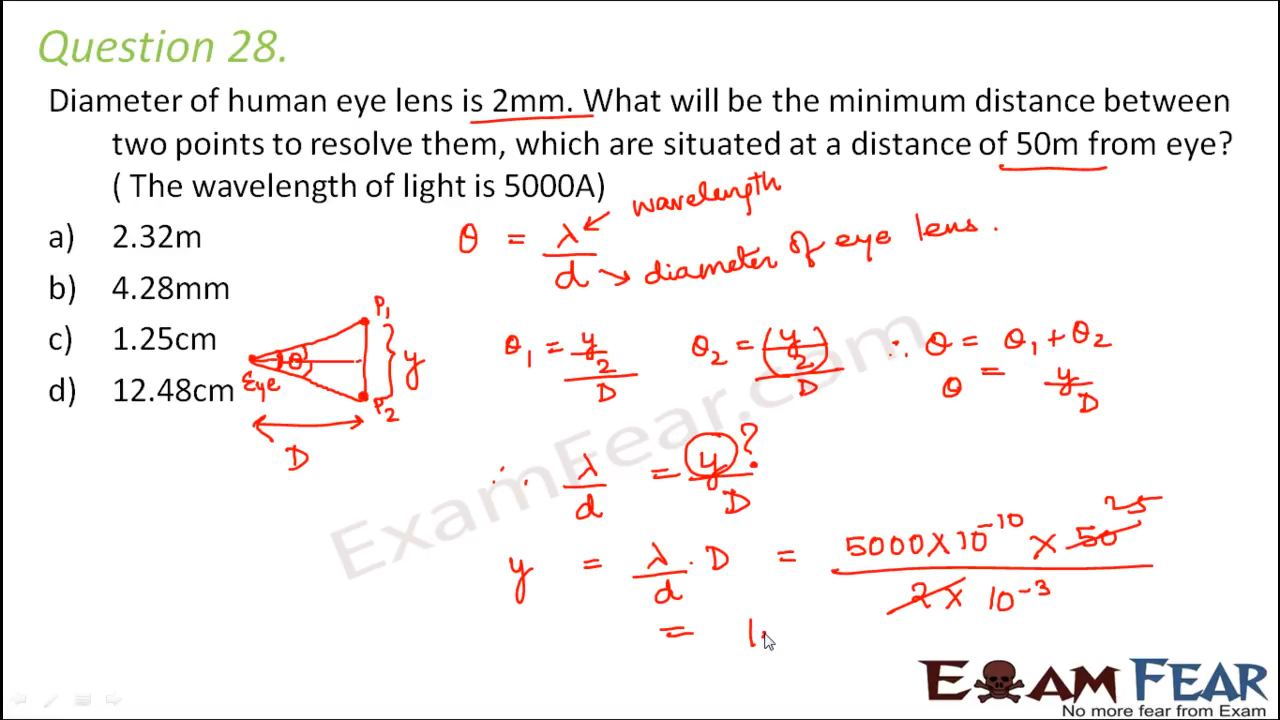 Question 28.
Diameter of human eye lens is 2mm. What will be the minimum distance between
two points to resolve them, which are situated at a distance of 50m from eye?
( The wavelength of light is 5000A)
a) 2.32m
b) 4.28mm
c) 1.25cm
d) 12.48cm
θ = λ/d
wavelength
diameter of eye lens.
P1
θ
Eye
y
P2
D
θ1 = (y/2)/D θ2 = (y/2)/D ∴ θ = θ1 + θ2
θ = y/D
∴ λ/d = y/D ?
y = λ/d . D = 5000 × 10^-10 × 50 / 2 × 10^-3
25
= 1.
ExamFear.com
EXAM FEAR
No more fear from Exam